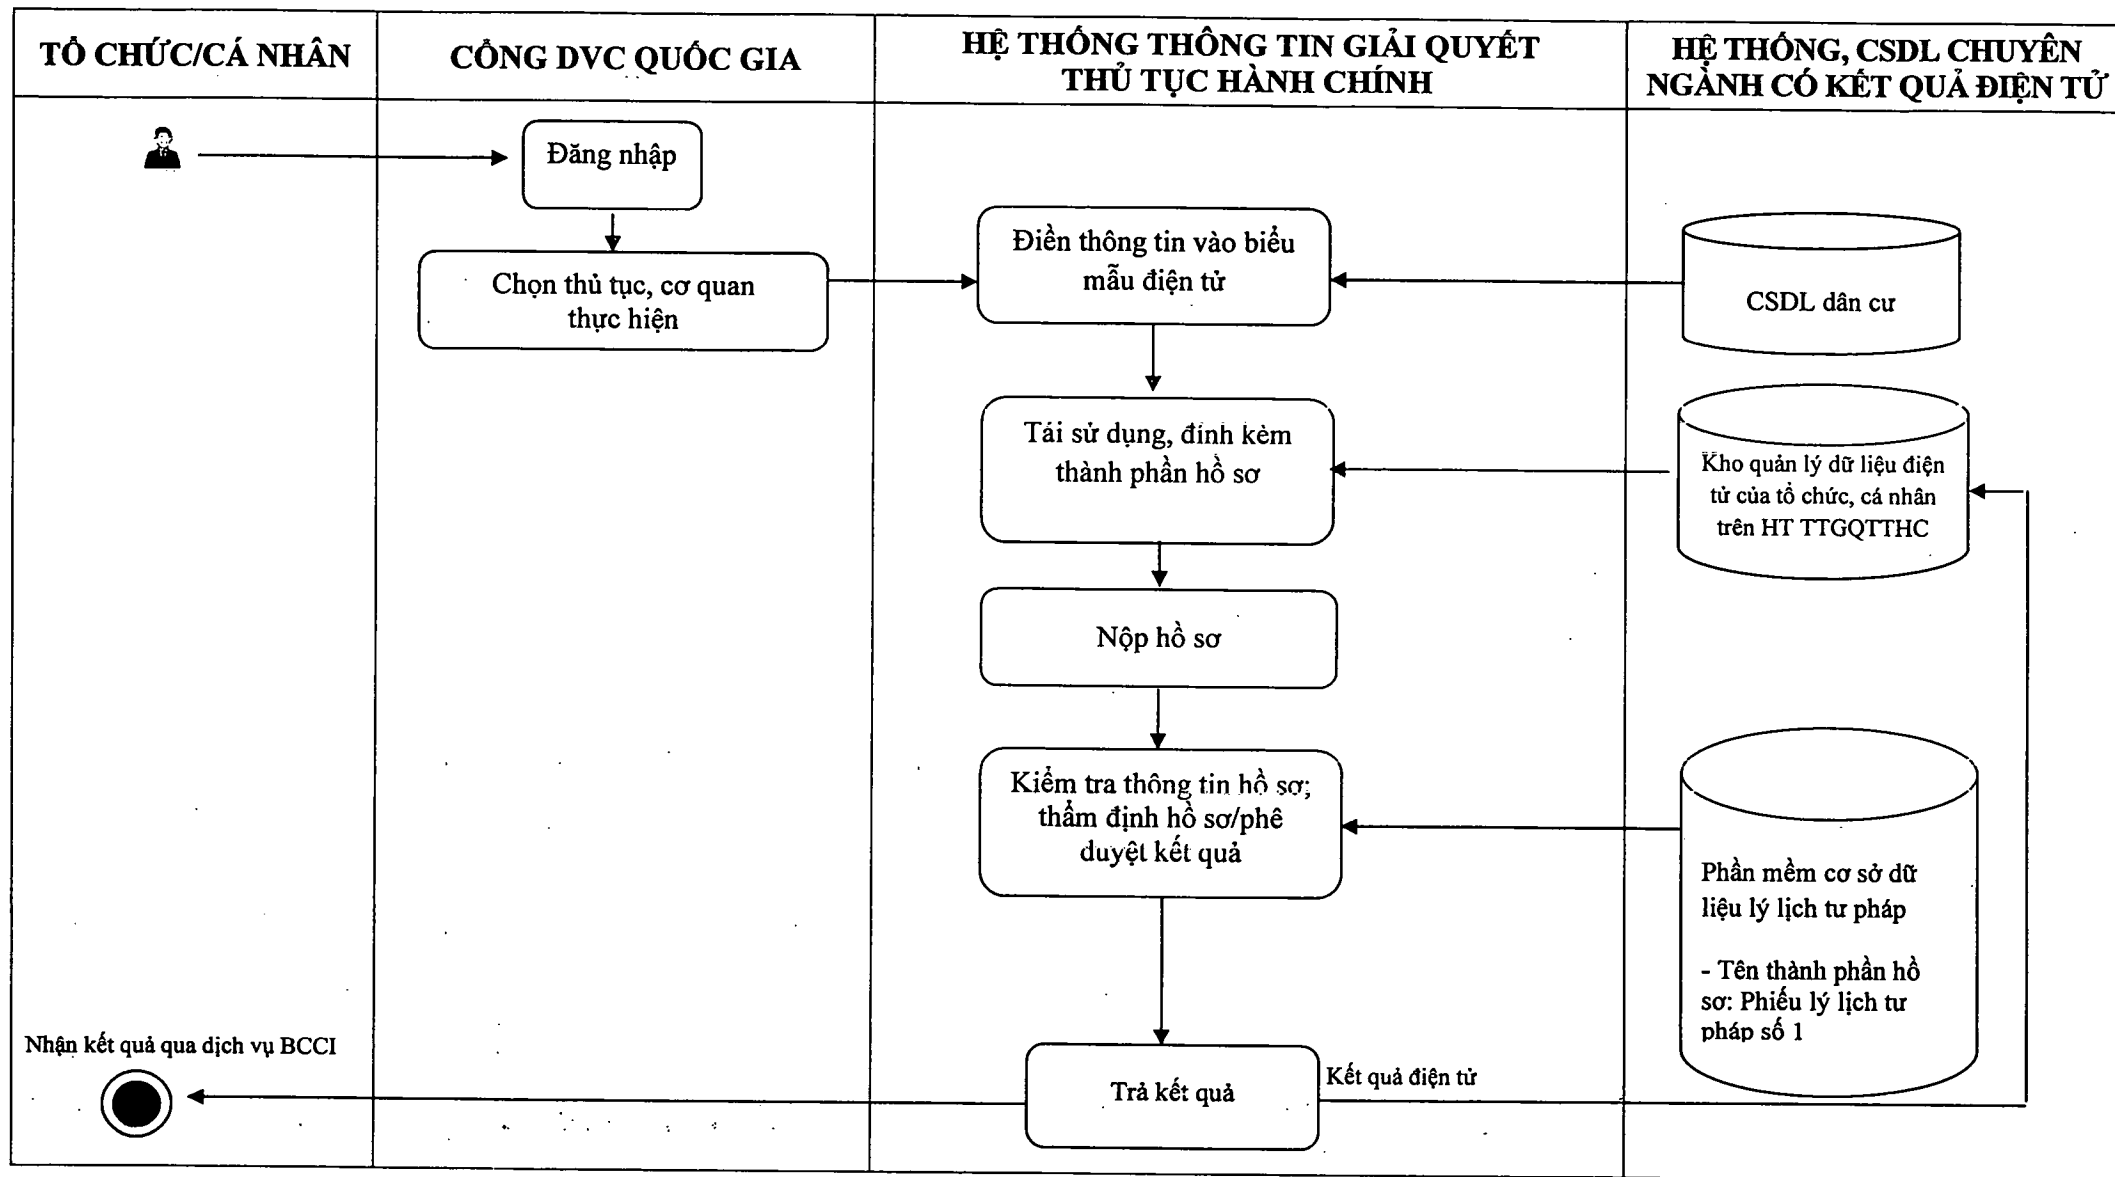 TỔ CHỨC/CÁ NHÂN
CỔNG DVC QUỐC GIA
HỆ THỐNG THÔNG TIN GIẢI QUYẾT
THỦ TỤC HÀNH CHÍNH
HỆ THỐNG, CSDL CHUYÊN
NGÀNH CÓ KẾT QUẢ ĐIỆN TỬ
Đăng nhập
Chọn thủ tục, cơ quan
thực hiện
Điền thông tin vào biểu
mẫu điện tử
CSDL dân cư
Tái sử dụng, đính kèm
thành phần hồ sơ
Kho quản lý dữ liệu điện
tử của tổ chức, cá nhân
trên HT TTGQTTHC
Nộp hồ sơ
Kiểm tra thông tin hồ sơ;
thẩm định hồ sơ/phê
duyệt kết quả
Phần mềm cơ sở dữ
liệu lý lịch tư pháp
- Tên thành phần hồ
sơ: Phiếu lý lịch tư
pháp số 1
Nhận kết quả qua dịch vụ BCCI
Trả kết quả
Kết quả điện tử